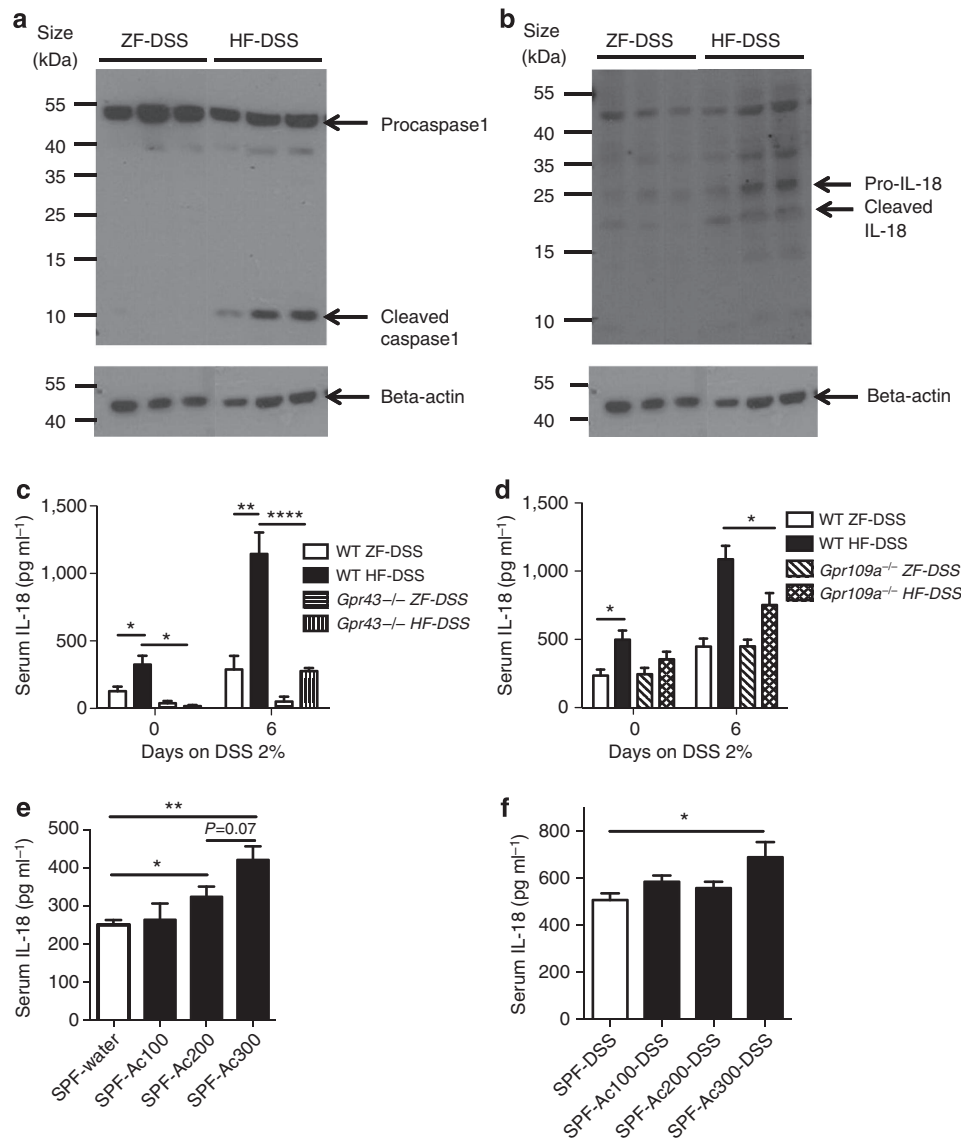 a
Size
(kDa)
ZF-DSS
HF-DSS
55
40
35
25
15
10
Procaspase1
Cleaved
caspase1
55
40
Beta-actin
b
Size
(kDa)
ZF-DSS
HF-DSS
55
40
35
25
15
10
Pro-IL-18
Cleaved
IL-18
55
40
Beta-actin
c
Serum IL-18 (pg ml⁻¹)
1,500
1,000
500
0
*
*
**
****
WT ZF-DSS
WT HF-DSS
Gpr43−/− ZF-DSS
Gpr43−/− HF-DSS
0
6
Days on DSS 2%
d
Serum IL-18 (pg ml⁻¹)
1,500
1,000
500
0
*
*
WT ZF-DSS
WT HF-DSS
Gpr109a⁻/⁻ ZF-DSS
Gpr109a⁻/⁻ HF-DSS
0
6
Days on DSS 2%
e
Serum IL-18 (pg ml⁻¹)
500
400
300
200
100
0
**
P=0.07
*
SPF-water
SPF-Ac100
SPF-Ac200
SPF-Ac300
f
Serum IL-18 (pg ml⁻¹)
800
600
400
200
0
*
SPF-DSS
SPF-Ac100-DSS
SPF-Ac200-DSS
SPF-Ac300-DSS